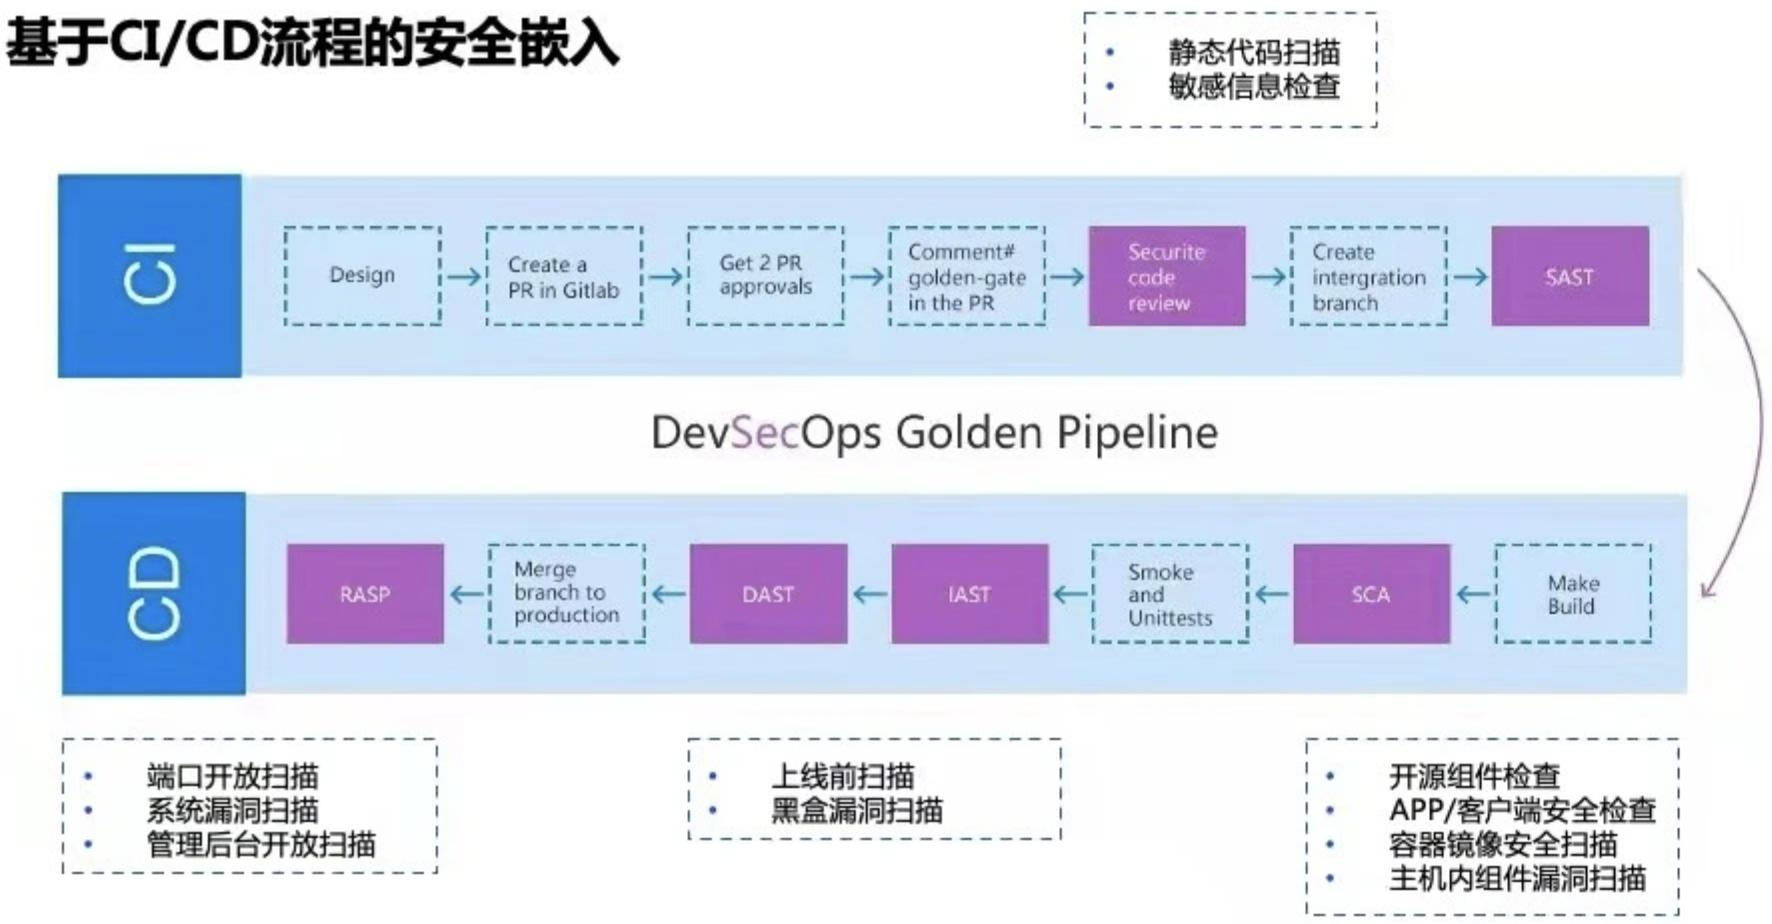 基于CI/CD流程的安全嵌入
• 静态代码扫描
• 敏感信息检查
CI
Design
Create a
PR in Gitlab
Get 2 PR
approvals
Comment#
golden-gate
in the PR
Securite
code
review
Create
intergration
branch
SAST
DevSecOps Golden Pipeline
CD
RASP
Merge
branch to
production
DAST
IAST
Smoke
and
Unittests
SCA
Make
Build
• 端口开放扫描
• 系统漏洞扫描
• 管理后台开放扫描
• 上线前扫描
• 黑盒漏洞扫描
• 开源组件检查
• APP/客户端安全检查
• 容器镜像安全扫描
• 主机内组件漏洞扫描